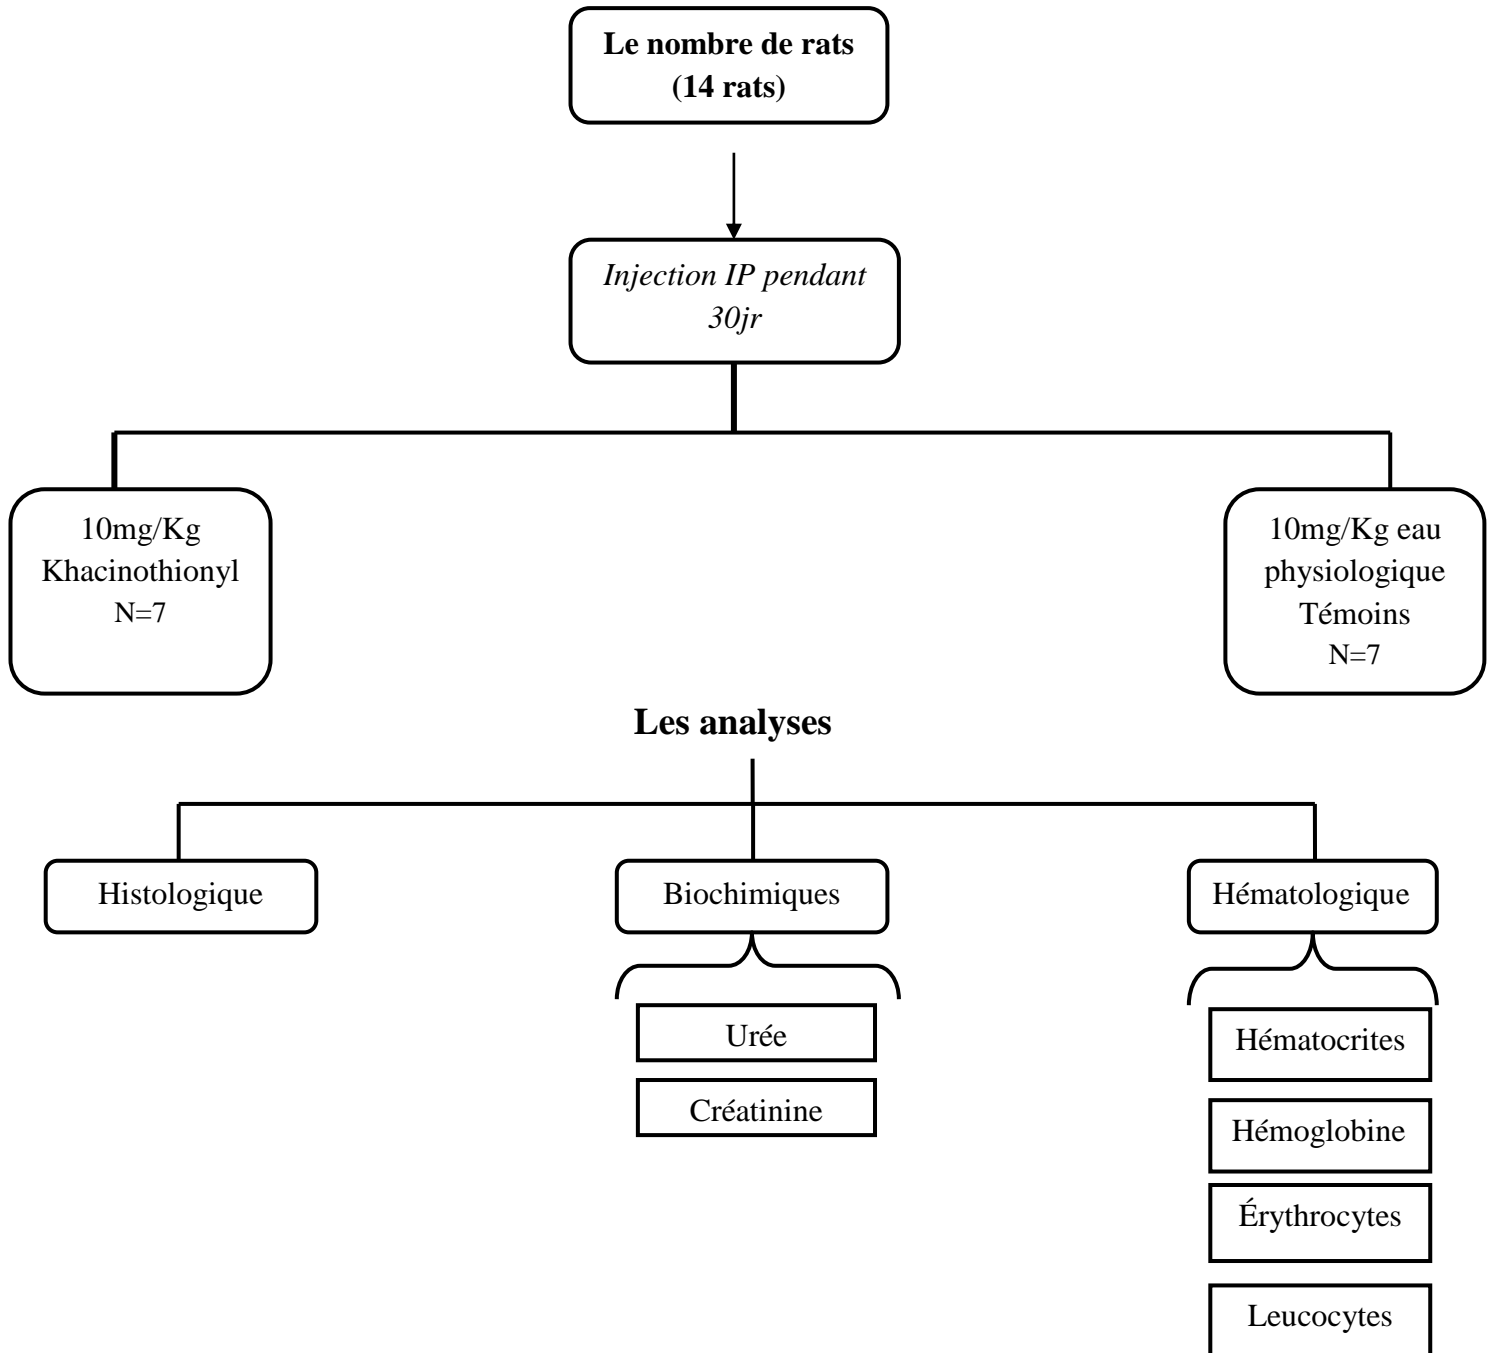 Le nombre de rats
(14 rats)
Injection IP pendant
30jr
10mg/Kg
Khacinothionyl
N=7
10mg/Kg eau
physiologique
Témoins
N=7
Les analyses
Histologique
Biochimiques
Hématologique
Urée
Créatinine
Hématocrites
Hémoglobine
Érythrocytes
Leucocytes